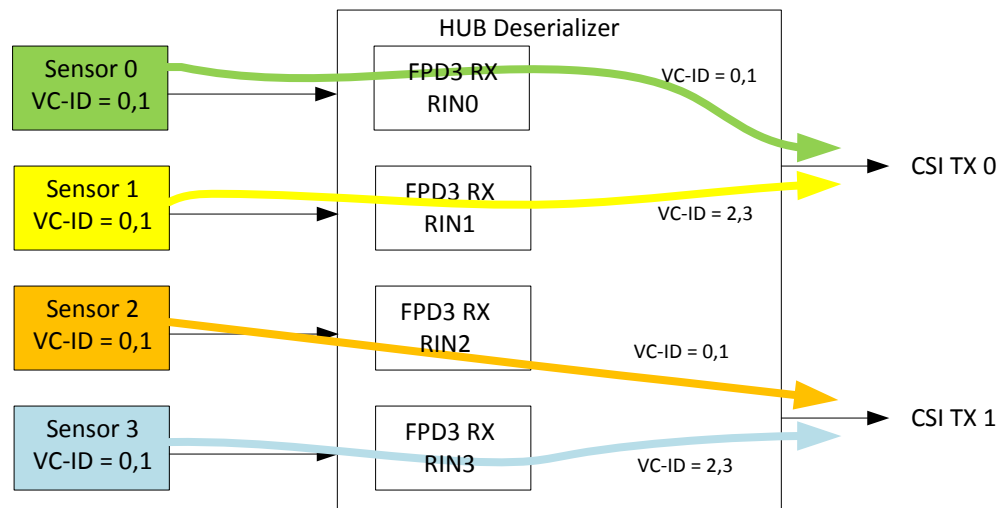 HUB Deserializer
Sensor 0
VC-ID = 0,1
FPD3 RX
RIN0
VC-ID = 0,1
CSI TX 0
Sensor 1
VC-ID = 0,1
FPD3 RX
RIN1
VC-ID = 2,3
Sensor 2
VC-ID = 0,1
FPD3 RX
RIN2
VC-ID = 0,1
CSI TX 1
Sensor 3
VC-ID = 0,1
FPD3 RX
RIN3
VC-ID = 2,3